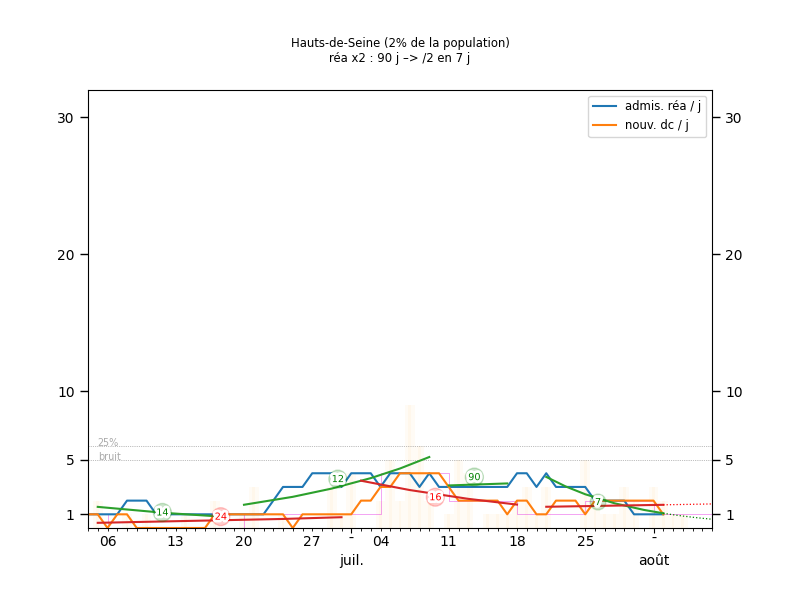 Hauts-de-Seine (2% de la population)
réa x2 : 90 j –> /2 en 7 j
admis. réa / j
nouv. dc / j
30 30
20 20
10 10
25%
bruit
5 5
1 1
14 24 12 16 90 7
06 13 20 27 - 04 11 18 25 -
juil. août